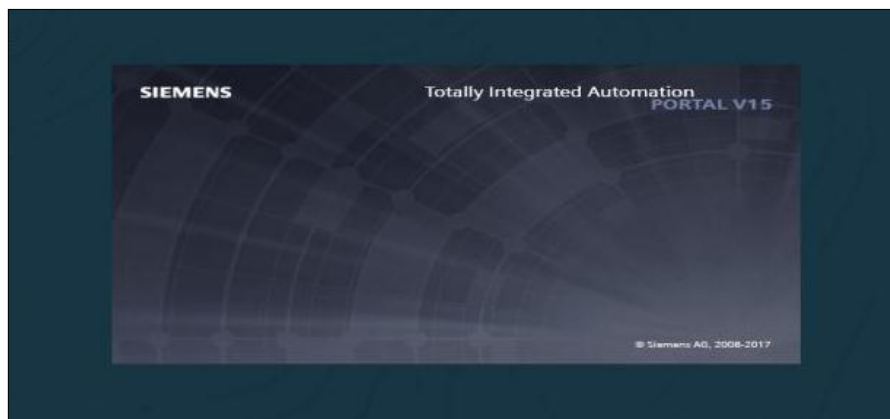 SIEMENS
Totally Integrated Automation
PORTAL V15
© Siemens AG, 2008-2017